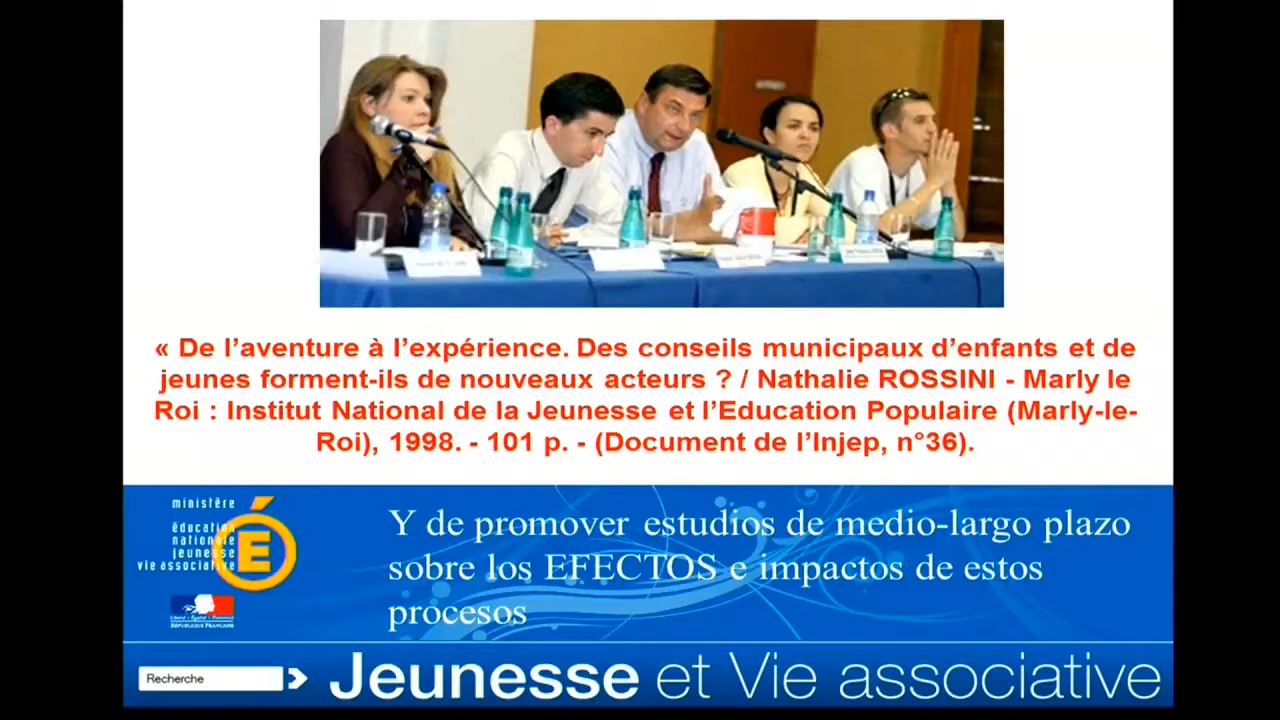 « De l'aventure à l'expérience. Des conseils municipaux d'enfants et de
jeunes forment-ils de nouveaux acteurs ? / Nathalie ROSSINI - Marly le
Roi : Institut National de la Jeunesse et l'Education Populaire (Marly-le-
Roi), 1998. - 101 p. - (Document de l'Injep, n°36).
ministère
éducation
nationale
jeunesse
vie associative
É
RÉPUBLIQUE FRANÇAISE
Y de promover estudios de medio-largo plazo
sobre los EFECTOS e impactos de estos
procesos
Recherche
Jeunesse et Vie associative